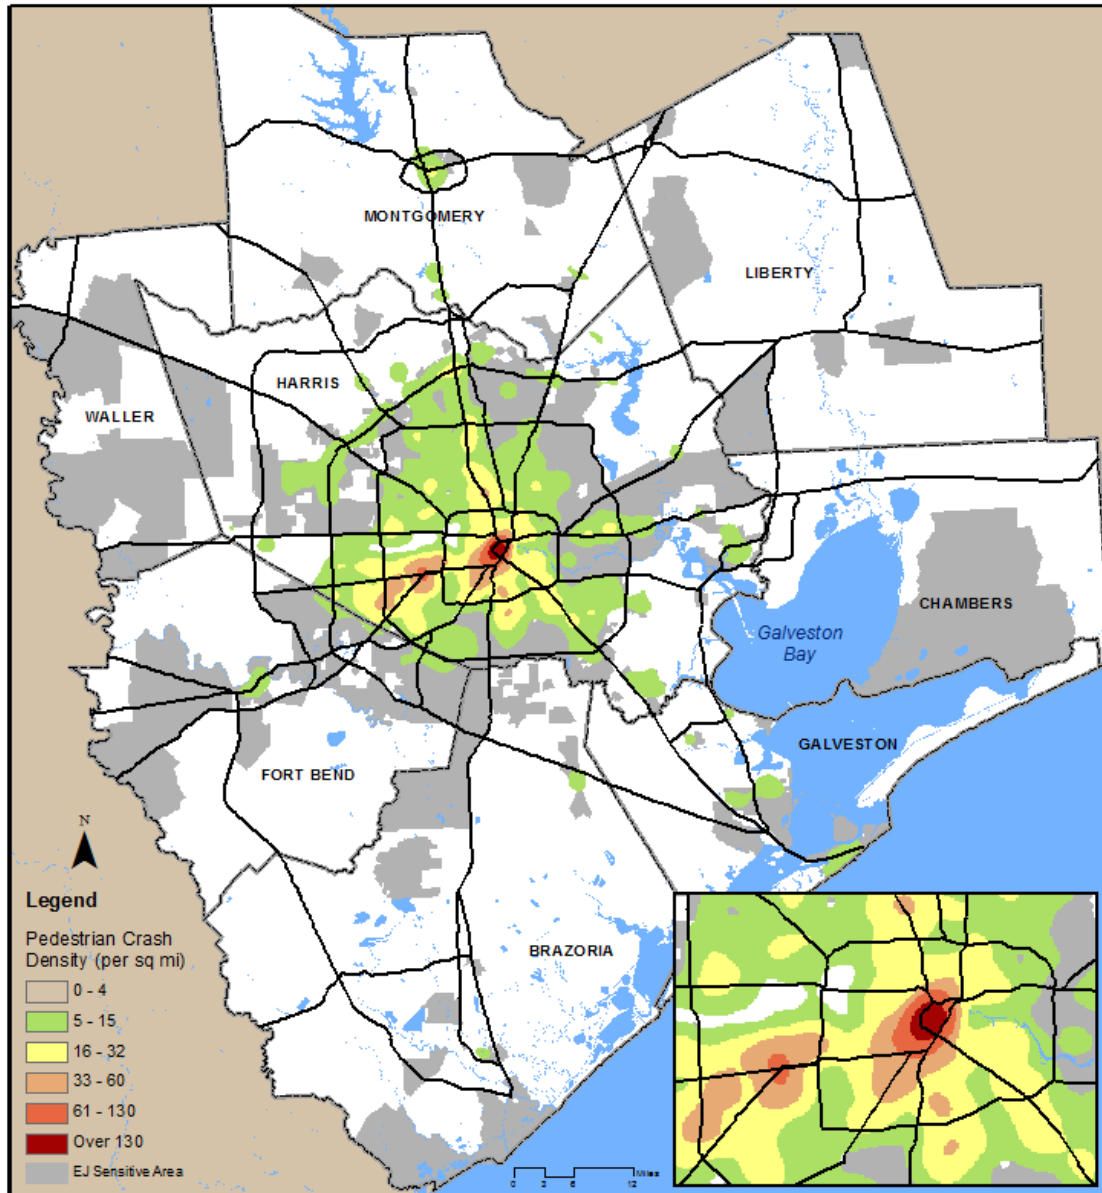 MONTGOMERY
LIBERTY
HARRIS
WALLER
CHAMBERS
Galveston
Bay
GALVESTON
FORT BEND
BRAZORIA
N
Legend
Pedestrian Crash
Density (per sq mi)
0 - 4
5 - 15
16 - 32
33 - 60
61 - 130
Over 130
EJ Sensitive Area
Miles
0 3 6 12